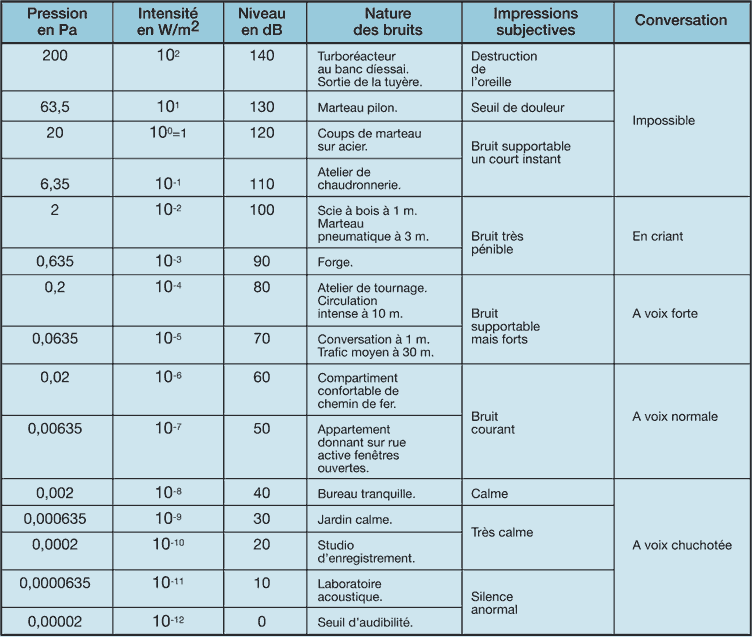 Pression
en Pa
Intensité
en W/m2
Niveau
en dB
Nature
des bruits
Impressions
subjectives
Conversation
200
10²
140
Turboréacteur
au banc díessai.
Sortie de la tuyère.
Destruction
de
l'oreille
Impossible
63,5
10¹
130
Marteau pilon.
Seuil de douleur
20
10⁰=1
120
Coups de marteau
sur acier.
Bruit supportable
un court instant
6,35
10-1
110
Atelier de
chaudronnerie.
2
10-2
100
Scie à bois à 1 m.
Marteau
pneumatique à 3 m.
Bruit très
pénible
En criant
0,635
10-3
90
Forge.
0,2
10-4
80
Atelier de tournage.
Circulation
intense à 10 m.
Bruit
supportable
mais forts
A voix forte
0,0635
10-5
70
Conversation à 1 m.
Trafic moyen à 30 m.
0,02
10-6
60
Compartiment
confortable de
chemin de fer.
Bruit
courant
A voix normale
0,00635
10-7
50
Appartement
donnant sur rue
active fenêtres
ouvertes.
0,002
10-8
40
Bureau tranquille.
Calme
A voix chuchotée
0,000635
10-9
30
Jardin calme.
Très calme
0,0002
10-10
20
Studio
d'enregistrement.
0,0000635
10-11
10
Laboratoire
acoustique.
Silence
anormal
0,00002
10-12
0
Seuil d'audibilité.